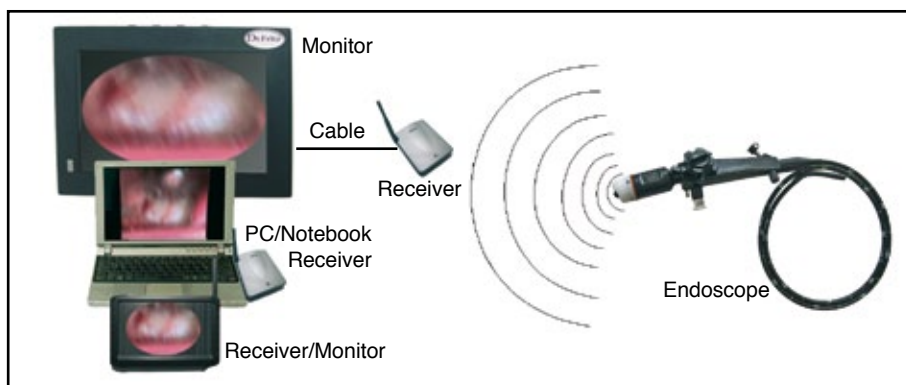 Monitor
Cable
Receiver
PC/Notebook
Receiver
Endoscope
Receiver/Monitor